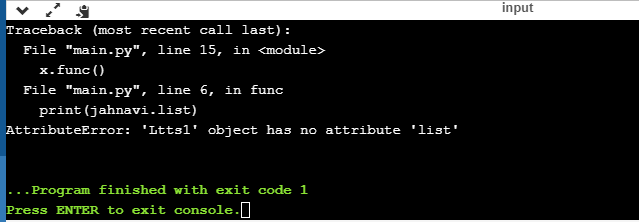 input
Traceback (most recent call last):
  File "main.py", line 15, in <module>
    x.func()
  File "main.py", line 6, in func
    print(jahnavi.list)
AttributeError: 'Ltts1' object has no attribute 'list'
...Program finished with exit code 1
Press ENTER to exit console.